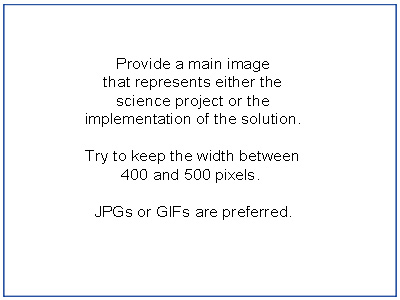 Provide a main image
that represents either the
science project or the
implementation of the solution.
Try to keep the width between
400 and 500 pixels.
JPGs or GIFs are preferred.